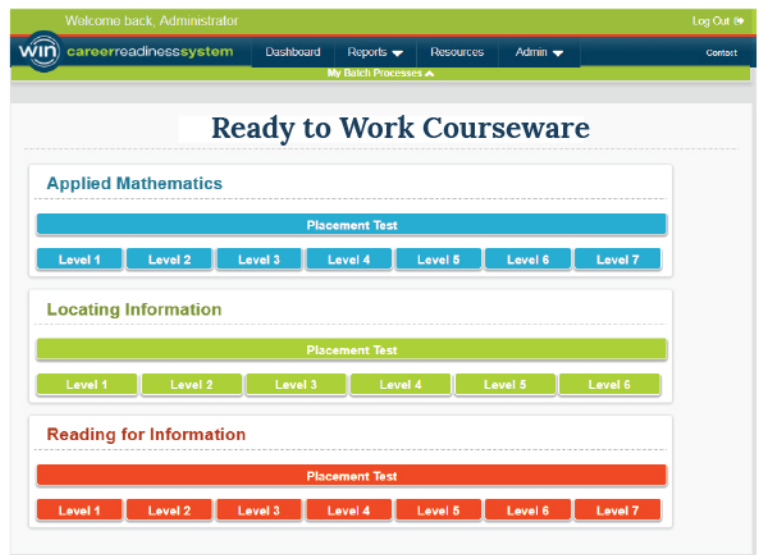 Welcome back, Administrator Log Out
win careerreadinesssystem Dashboard Reports Resources Admin Contact
My Batch Processes
Ready to Work Courseware
Applied Mathematics
Placement Test
Level 1 Level 2 Level 3 Level 4 Level 5 Level 6 Level 7
Locating Information
Placement Test
Level 1 Level 2 Level 3 Level 4 Level 5 Level 6
Reading for Information
Placement Test
Level 1 Level 2 Level 3 Level 4 Level 5 Level 6 Level 7